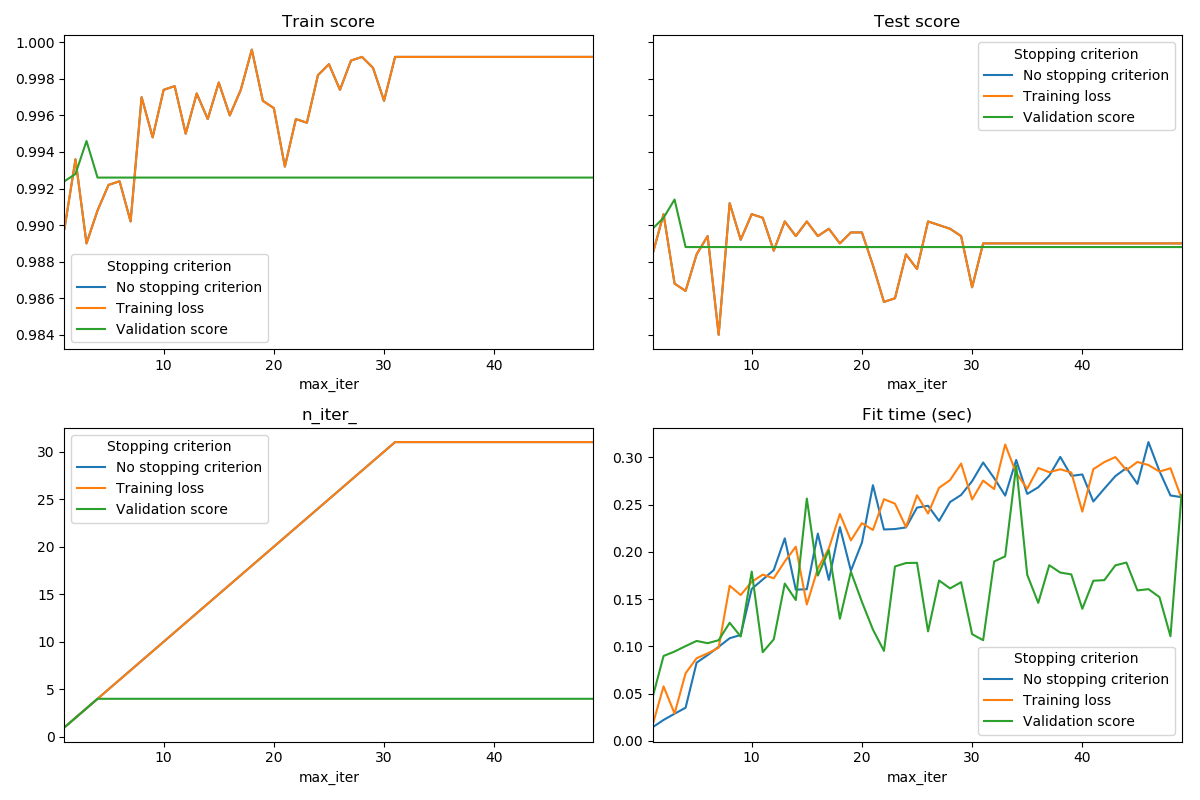 Train score
1.000
0.998
0.996
0.994
0.992
0.990
0.988
0.986
0.984
Stopping criterion
No stopping criterion
Training loss
Validation score
10
20
30
40
max_iter
Test score
Stopping criterion
No stopping criterion
Training loss
Validation score
10
20
30
40
max_iter
n_iter_
30
25
20
15
10
5
0
Stopping criterion
No stopping criterion
Training loss
Validation score
10
20
30
40
max_iter
Fit time (sec)
0.30
0.25
0.20
0.15
0.10
0.05
0.00
Stopping criterion
No stopping criterion
Training loss
Validation score
10
20
30
40
max_iter